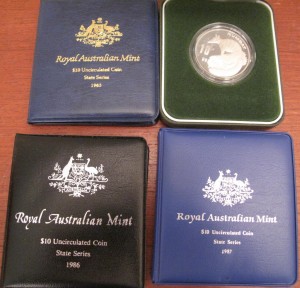 Royal Australian Mint
$10 Uncirculated Coin
State Series
Royal Australian Mint
$10 Uncirculated Coin
State Series
1986
Royal Australian Mint
$10 Uncirculated Coin
State Series
1987